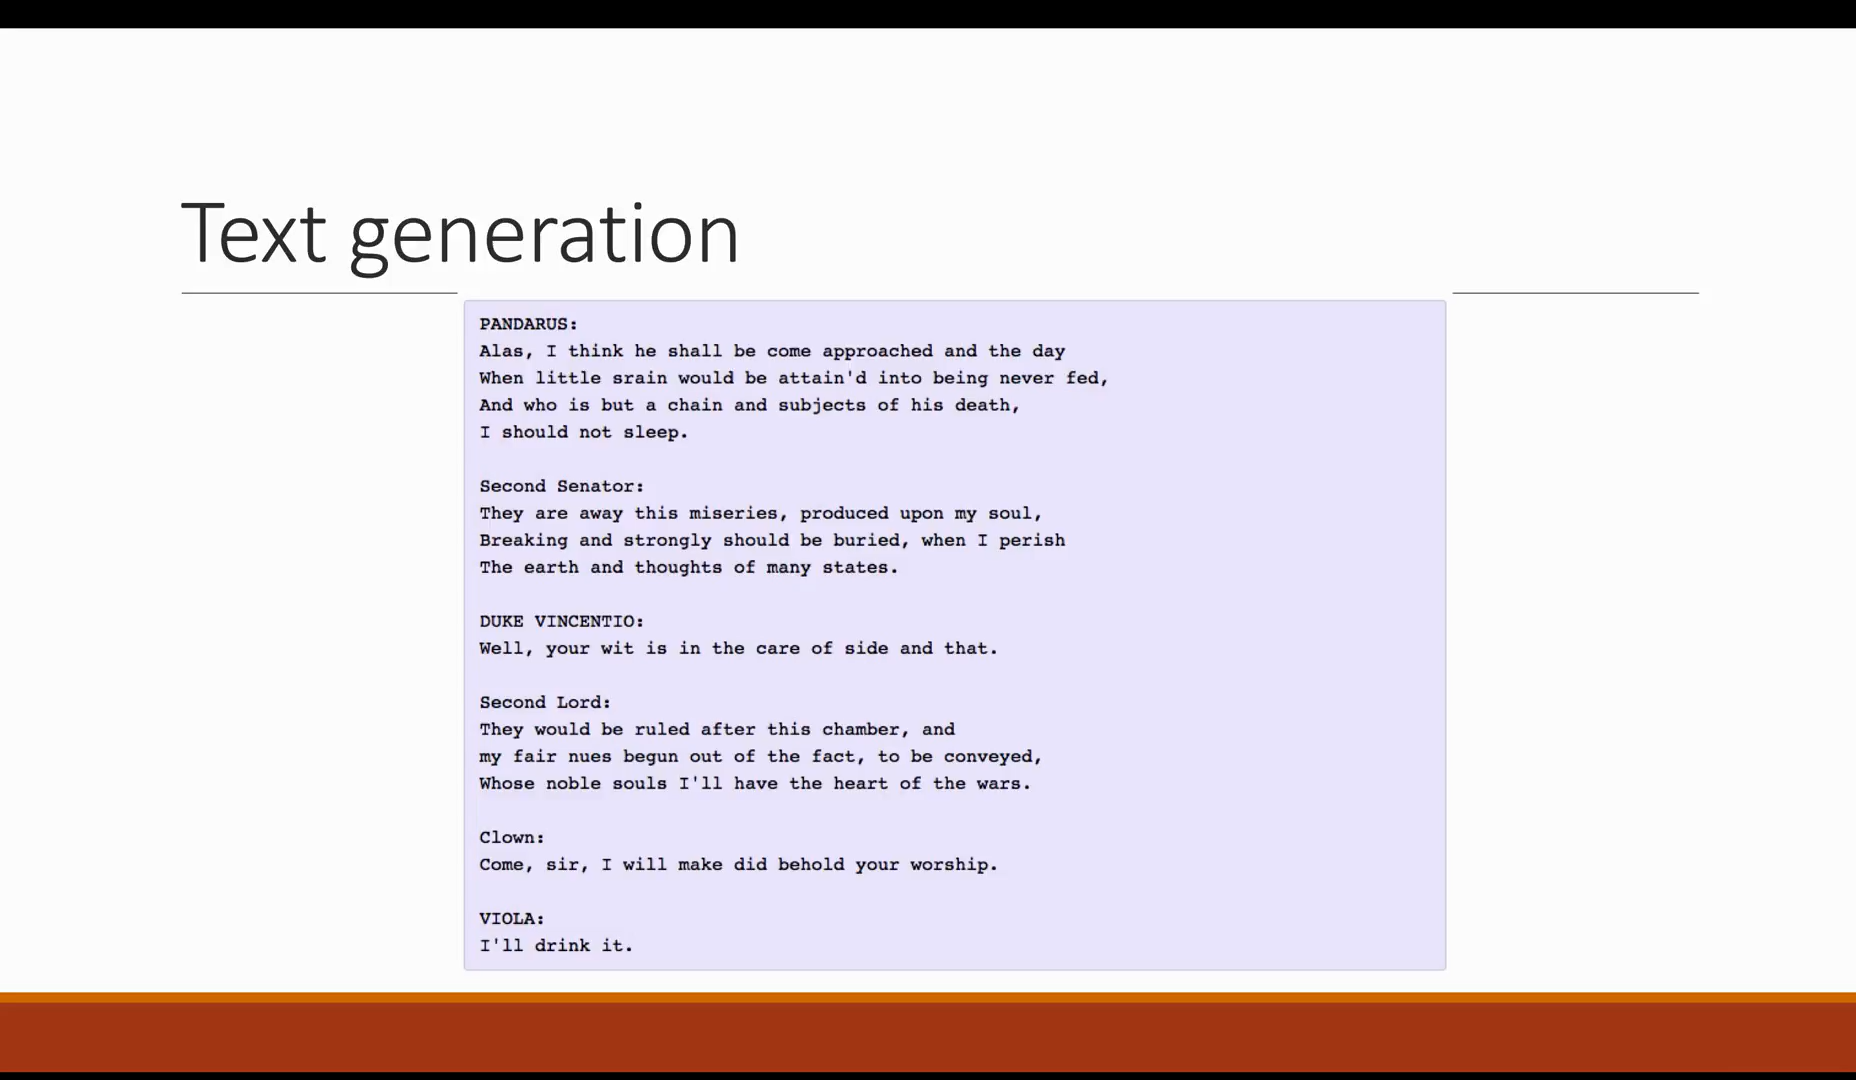 Text generation
PANDARUS:
Alas, I think he shall be come approached and the day
When little srain would be attain'd into being never fed,
And who is but a chain and subjects of his death,
I should not sleep.
Second Senator:
They are away this miseries, produced upon my soul,
Breaking and strongly should be buried, when I perish
The earth and thoughts of many states.
DUKE VINCENTIO:
Well, your wit is in the care of side and that.
Second Lord:
They would be ruled after this chamber, and
my fair nues begun out of the fact, to be conveyed,
Whose noble souls I'll have the heart of the wars.
Clown:
Come, sir, I will make did behold your worship.
VIOLA:
I'll drink it.